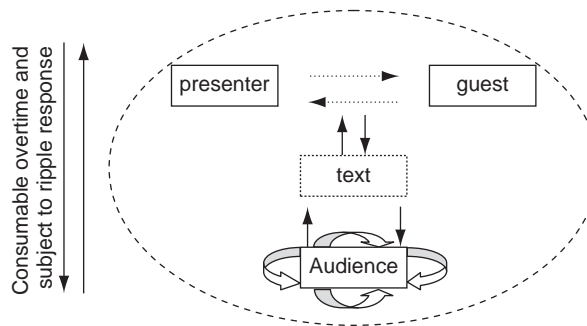 Consumable overtime and
subject to ripple response
presenter
guest
text
Audience